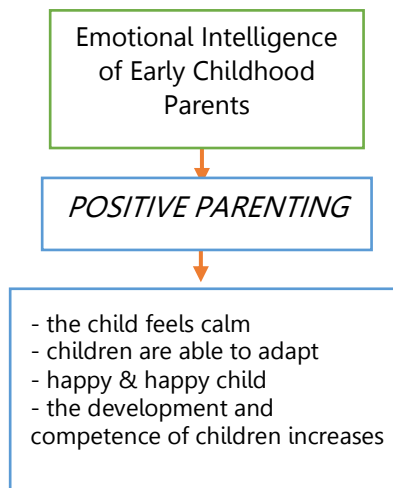 Emotional Intelligence
of Early Childhood
Parents
POSITIVE PARENTING
- the child feels calm
- children are able to adapt
- happy & happy child
- the development and
competence of children increases